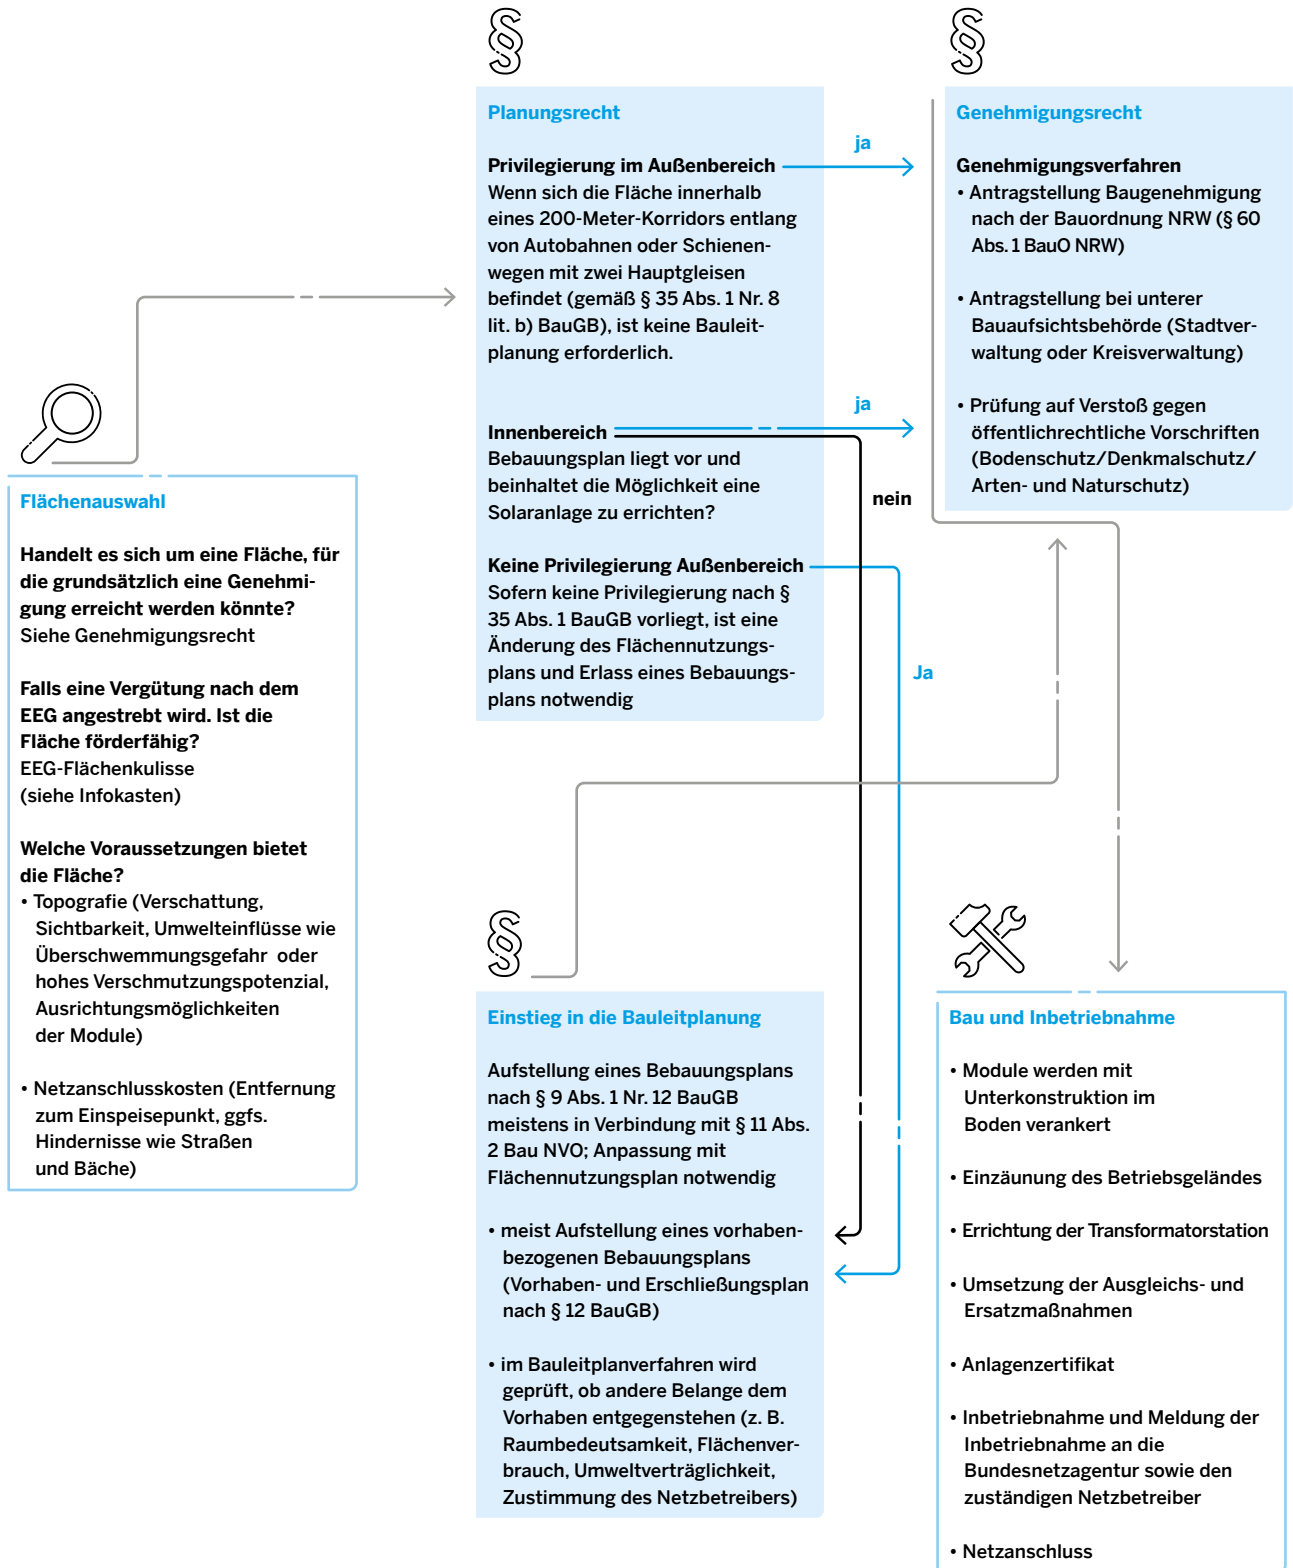 Flächenauswahl
Handelt es sich um eine Fläche, für
die grundsätzlich eine Genehmi-
gung erreicht werden könnte?
Siehe Genehmigungsrecht
Falls eine Vergütung nach dem
EEG angestrebt wird. Ist die
Fläche förderfähig?
EEG-Flächenkulisse
(siehe Infokasten)
Welche Voraussetzungen bietet
die Fläche?
• Topografie (Verschattung,
Sichtbarkeit, Umwelteinflüsse wie
Überschwemmungsgefahr oder
hohes Verschmutzungspotenzial,
Ausrichtungsmöglichkeiten
der Module)
• Netzanschlusskosten (Entfernung
zum Einspeisepunkt, ggfs.
Hindernisse wie Straßen
und Bäche)
§
Planungsrecht
Privilegierung im Außenbereich
Wenn sich die Fläche innerhalb
eines 200-Meter-Korridors entlang
von Autobahnen oder Schienen-
wegen mit zwei Hauptgleisen
befindet (gemäß § 35 Abs. 1 Nr. 8
lit. b) BauGB), ist keine Bauleit-
planung erforderlich.
ja
Innenbereich
Bebauungsplan liegt vor und
beinhaltet die Möglichkeit eine
Solaranlage zu errichten?
ja
nein
Keine Privilegierung Außenbereich
Sofern keine Privilegierung nach §
35 Abs. 1 BauGB vorliegt, ist eine
Änderung des Flächennutzungs-
plans und Erlass eines Bebauungs-
plans notwendig
Ja
§
Genehmigungsrecht
Genehmigungsverfahren
• Antragstellung Baugenehmigung
nach der Bauordnung NRW (§ 60
Abs. 1 BauO NRW)
• Antragstellung bei unterer
Bauaufsichtsbehörde (Stadtver-
waltung oder Kreisverwaltung)
• Prüfung auf Verstoß gegen
öffentlichrechtliche Vorschriften
(Bodenschutz/Denkmalschutz/
Arten- und Naturschutz)
§
Einstieg in die Bauleitplanung
Aufstellung eines Bebauungsplans
nach § 9 Abs. 1 Nr. 12 BauGB
meistens in Verbindung mit § 11 Abs.
2 Bau NVO; Anpassung mit
Flächennutzungsplan notwendig
• meist Aufstellung eines vorhaben-
bezogenen Bebauungsplans
(Vorhaben- und Erschließungsplan
nach § 12 BauGB)
• im Bauleitplanverfahren wird
geprüft, ob andere Belange dem
Vorhaben entgegenstehen (z. B.
Raumbedeutsamkeit, Flächenver-
brauch, Umweltverträglichkeit,
Zustimmung des Netzbetreibers)
Bau und Inbetriebnahme
• Module werden mit
Unterkonstruktion im
Boden verankert
• Einzäunung des Betriebsgeländes
• Errichtung der Transformatorstation
• Umsetzung der Ausgleichs- und
Ersatzmaßnahmen
• Anlagenzertifikat
• Inbetriebnahme und Meldung der
Inbetriebnahme an die
Bundesnetzagentur sowie den
zuständigen Netzbetreiber
• Netzanschluss